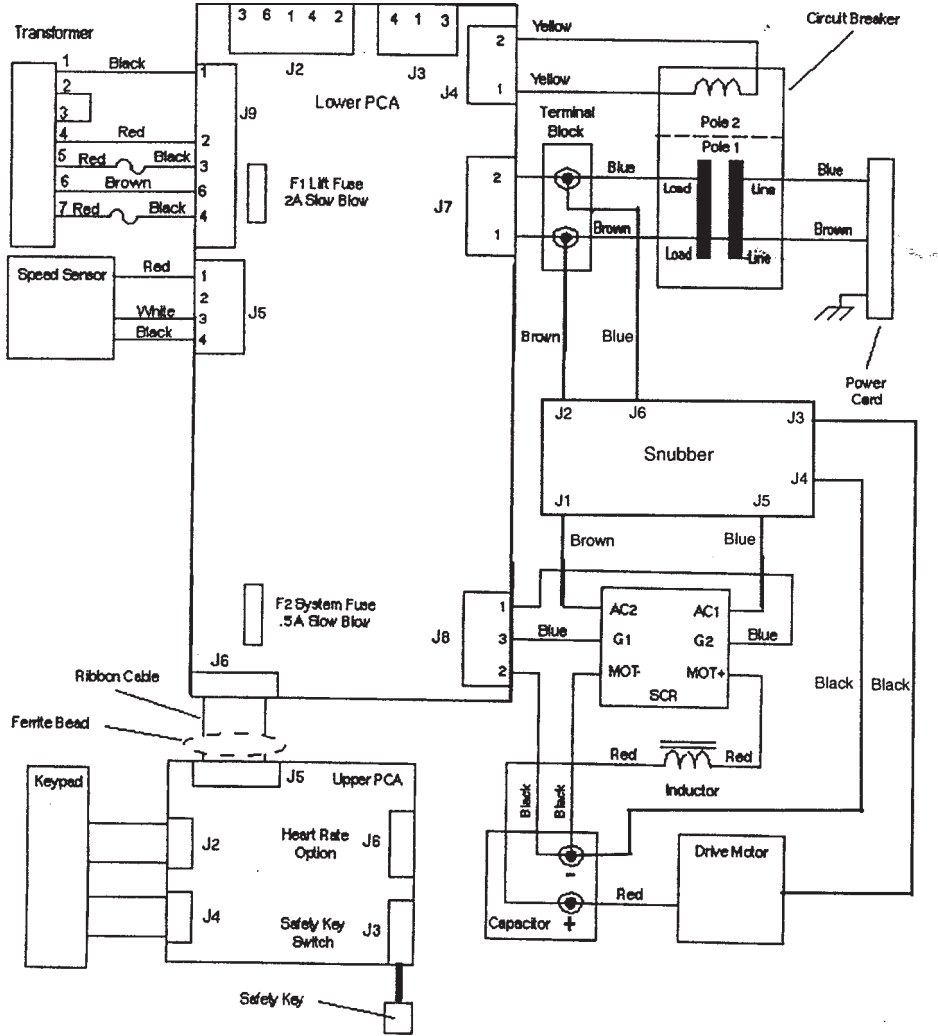 3 6 1 4 2
4 1 3
J2
J3
Lower PCA
Transformer
1 Black 1
2
3
4 Red 2
5 Red Black 3
6 Brown 6
7 Red Black 4
J9
F1 Lift Fuse
2A Slow Blow
Speed Sensor
Red 1
2
White 3
Black 4
J5
2 Yellow
J4
1 Yellow
Circuit Breaker
Pole 2
Pole 1
Terminal
Block
J7
2 Blue Load Line Blue
1 Brown Load Line Brown
Power
Cord
Brown
Blue
J2
J6
J3
Snubber
J4
J1
J5
Brown
Blue
F2 System Fuse
.5A Slow Blow
J8
1
3 Blue
2
AC2 AC1
G1 G2 Blue
MOT- MOT+
SCR
Black
Black
Red
Red
Inductor
Black
Black
J6
Ribbon Cable
Ferrite Bead
Keypad
J5
Upper PCA
J2
Heart Rate
Option
J6
J4
Safety Key
Switch
J3
Safety Key
-
Capacitor +
Red
Drive Motor